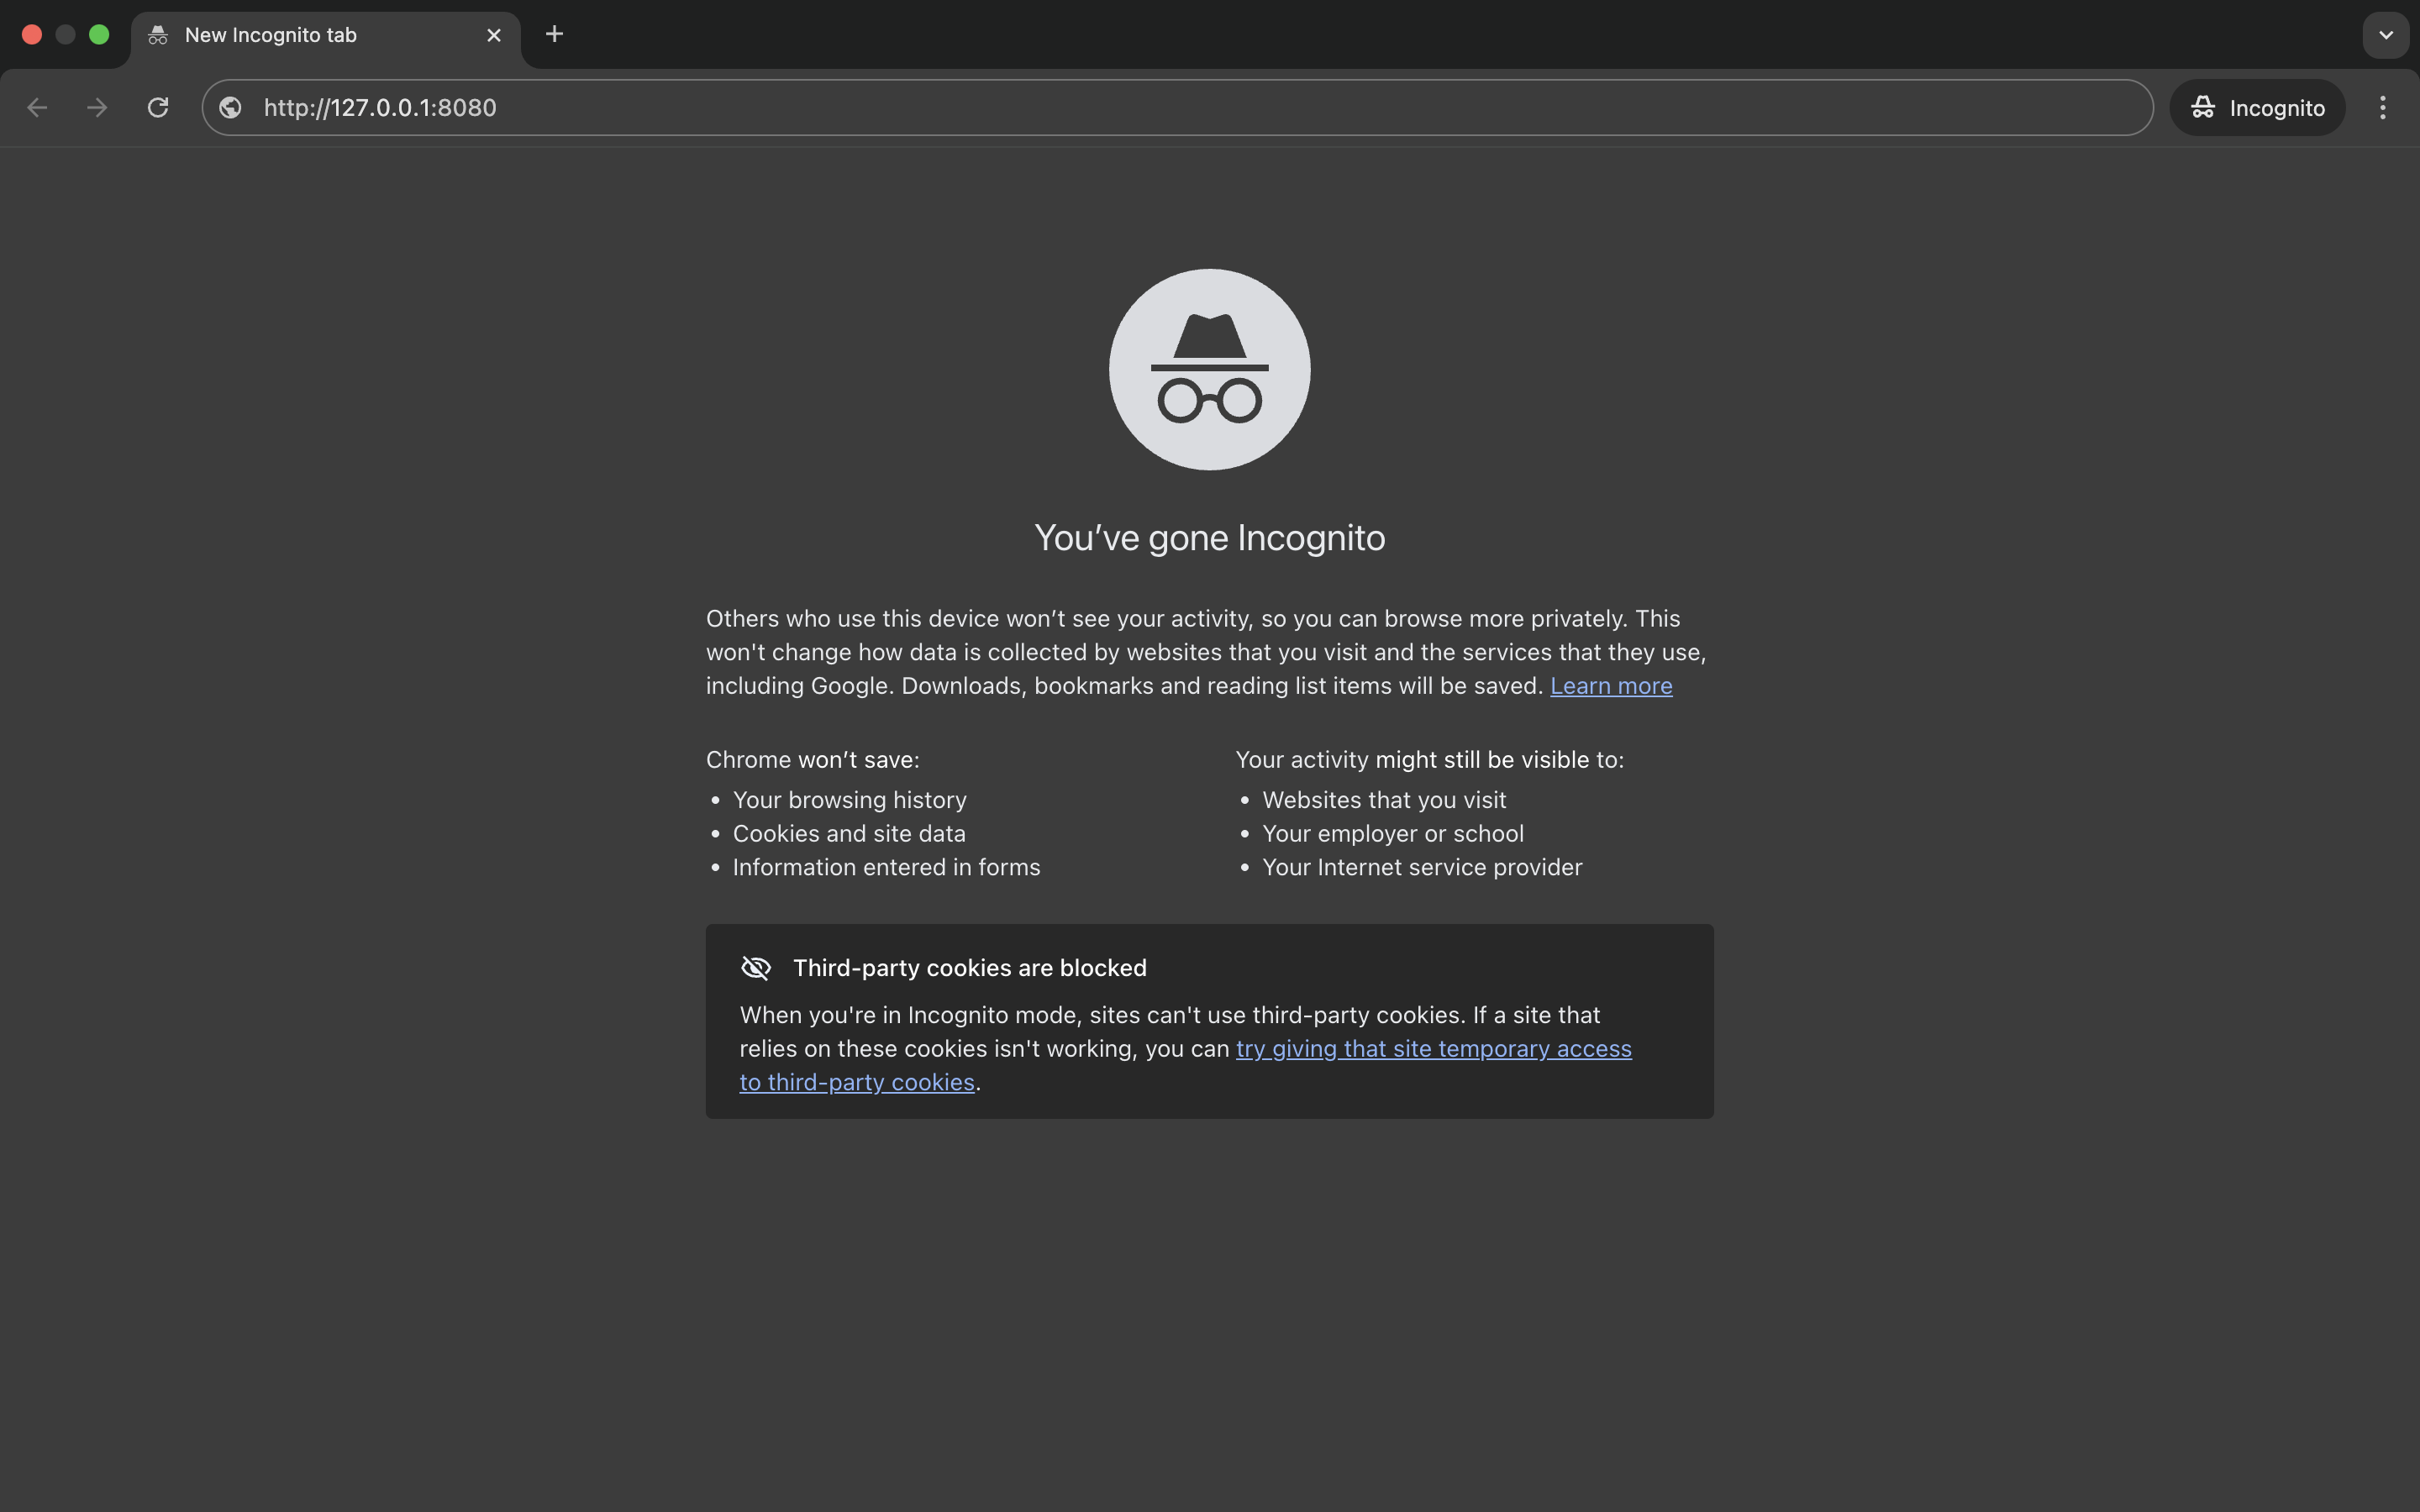 New Incognito tab
http://127.0.0.1:8080
Incognito
You’ve gone Incognito
Others who use this device won’t see your activity, so you can browse more privately. This
won't change how data is collected by websites that you visit and the services that they use,
including Google. Downloads, bookmarks and reading list items will be saved. Learn more
Chrome won’t save:
• Your browsing history
• Cookies and site data
• Information entered in forms
Your activity might still be visible to:
• Websites that you visit
• Your employer or school
• Your Internet service provider
Third-party cookies are blocked
When you're in Incognito mode, sites can't use third-party cookies. If a site that
relies on these cookies isn't working, you can try giving that site temporary access
to third-party cookies.